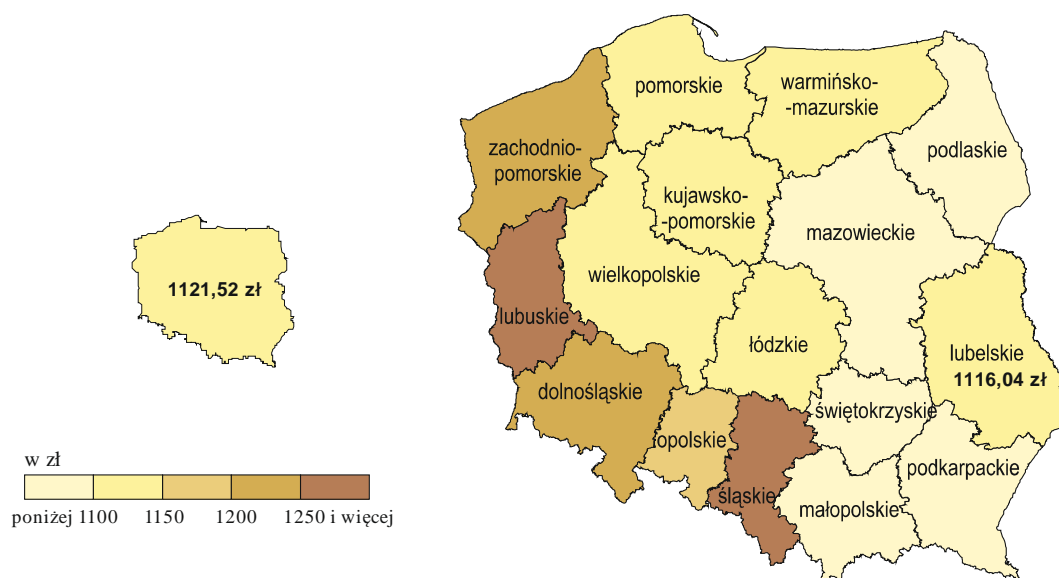 pomorskie
warmińsko-
-mazurskie
zachodnio-
pomorskie
podlaskie
kujawsko-
-pomorskie
mazowieckie
wielkopolskie
1121,52 zł
lubuskie
łódzkie
lubelskie
1116,04 zł
dolnośląskie
świętokrzyskie
opolskie
podkarpackie
śląskie
małopolskie
w zł
poniżej 1100 1150 1200 1250 i więcej